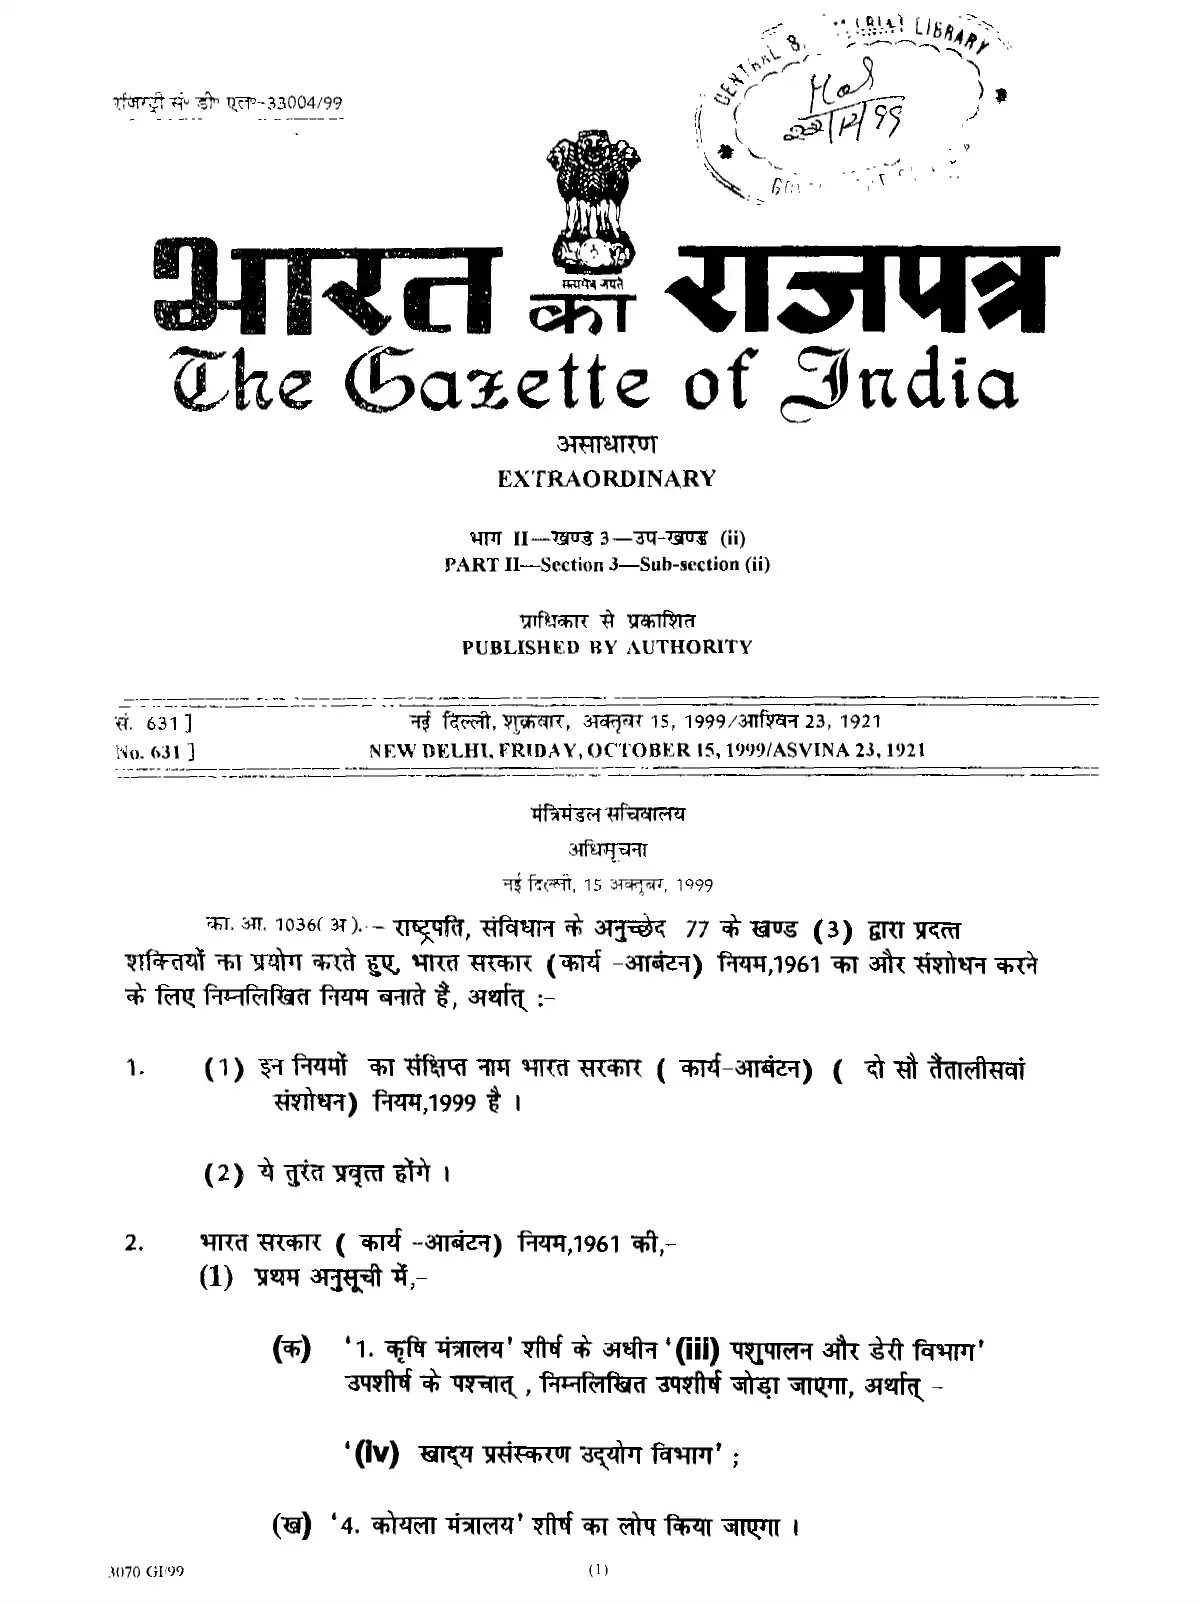 रजिस्ट्री सं॰ डी॰ एल॰-33004/99
CENTRAL LIBRARY
22/12/99
सत्यमेव जयते
भारत का राजपत्र
The Gazette of India
असाधारण
EXTRAORDINARY
भाग II—खण्ड 3—उप-खण्ड (ii)
PART II—Section 3—Sub-section (ii)
प्राधिकार से प्रकाशित
PUBLISHED BY AUTHORITY
सं. 631 ] नई दिल्ली, शुक्रवार, अक्तूबर 15, 1999/आश्विन 23, 1921
No. 631 ] NEW DELHI, FRIDAY, OCTOBER 15, 1999/ASVINA 23, 1921
मंत्रिमंडल सचिवालय
अधिसूचना
नई दिल्ली, 15 अक्तूबर, 1999
का. आ. 1036( अ ).-- राष्ट्रपति, संविधान के अनुच्छेद 77 के खण्ड (3) द्वारा प्रदत्त
शक्तियों का प्रयोग करते हुए, भारत सरकार (कार्य -आबंटन) नियम,1961 का और संशोधन करने
के लिए निम्नलिखित नियम बनाते हैं, अर्थात् :-
1. (1) इन नियमों का संक्षिप्त नाम भारत सरकार ( कार्य-आबंटन) ( दो सौ तैंतालीसवां
संशोधन) नियम,1999 है ।
(2) ये तुरंत प्रवृत्त होंगे ।
2. भारत सरकार ( कार्य -आबंटन) नियम,1961 की,-
(1) प्रथम अनुसूची में,-
(क) '1. कृषि मंत्रालय' शीर्ष के अधीन '(iii) पशुपालन और डेरी विभाग'
उपशीर्ष के पश्चात् , निम्नलिखित उपशीर्ष जोड़ा जाएगा, अर्थात् -
'(iv) खाद्य प्रसंस्करण उद्योग विभाग' ;
(ख) '4. कोयला मंत्रालय' शीर्ष का लोप किया जाएगा ।
3070 GI/99 (1)